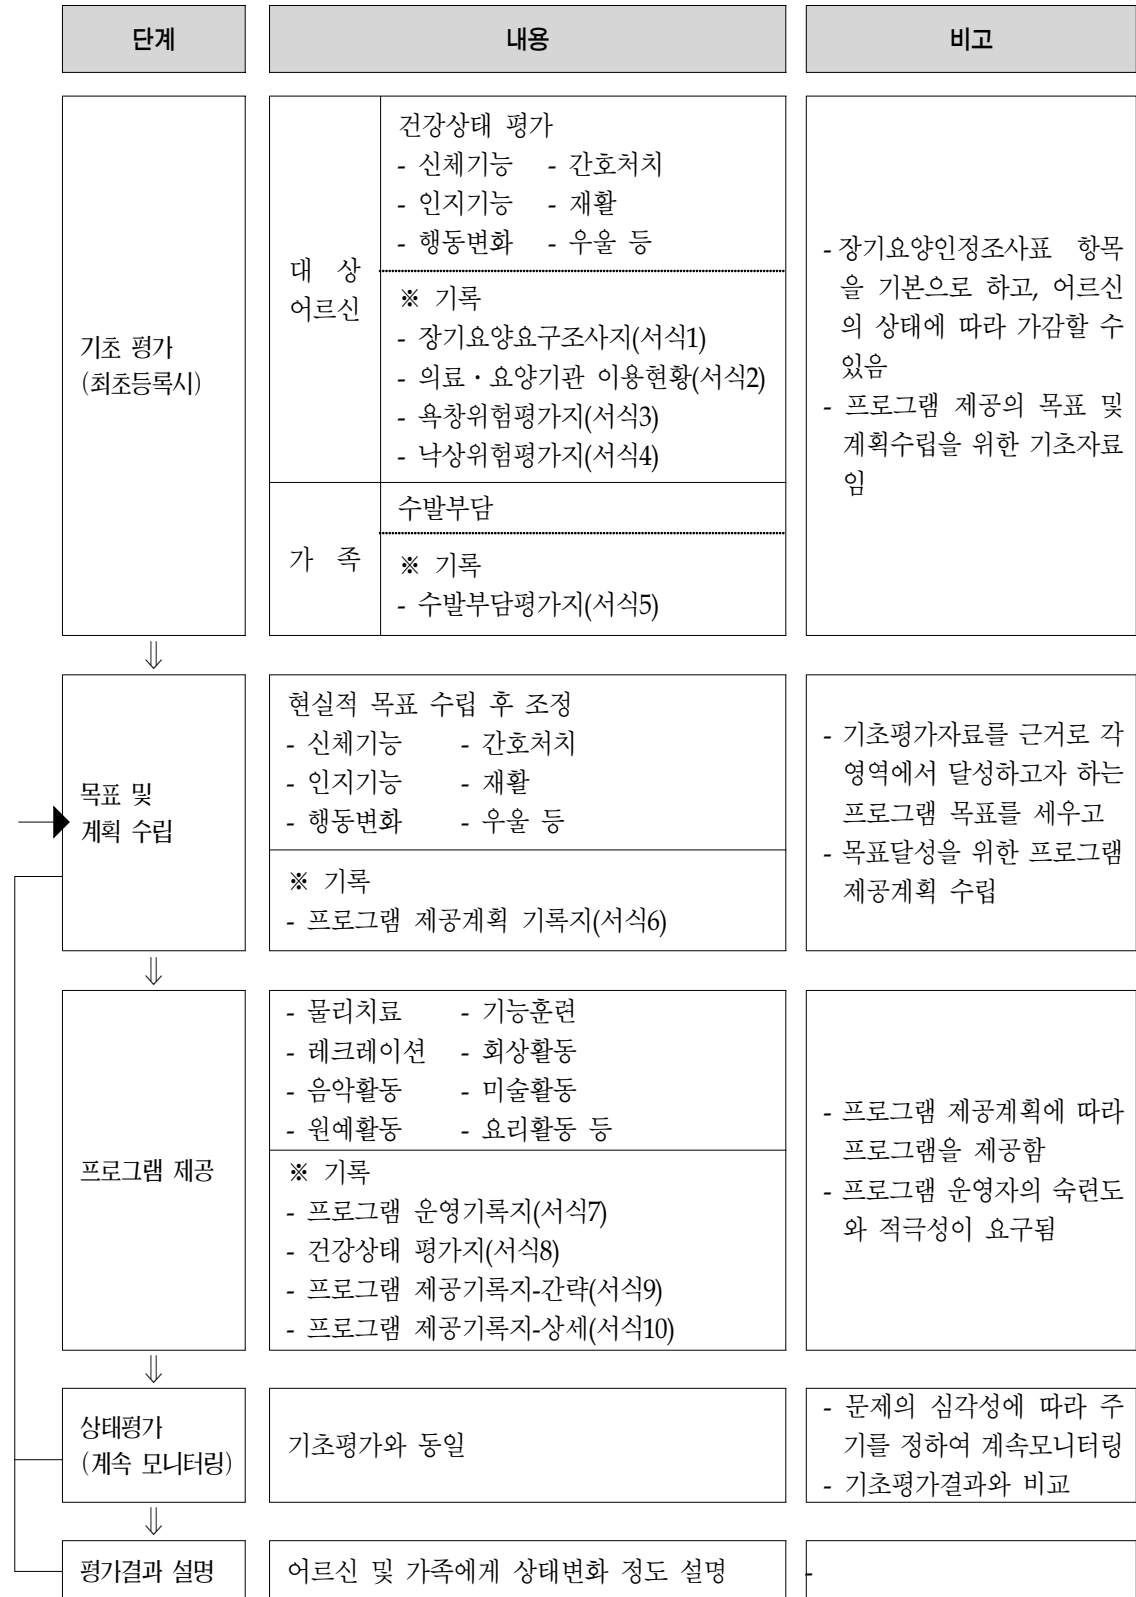 단계
내용
비고
기초 평가
(최초등록시)
대 상
어르신
건강상태 평가
- 신체기능 - 간호처치
- 인지기능 - 재활
- 행동변화 - 우울 등
※ 기록
- 장기요양요구조사지(서식1)
- 의료・요양기관 이용현황(서식2)
- 욕창위험평가지(서식3)
- 낙상위험평가지(서식4)
가 족
수발부담
※ 기록
- 수발부담평가지(서식5)
- 장기요양인정조사표 항목
을 기본으로 하고, 어르신
의 상태에 따라 가감할 수
있음
- 프로그램 제공의 목표 및
계획수립을 위한 기초자료
임
⇓
목표 및
계획 수립
현실적 목표 수립 후 조정
- 신체기능 - 간호처치
- 인지기능 - 재활
- 행동변화 - 우울 등
※ 기록
- 프로그램 제공계획 기록지(서식6)
- 기초평가자료를 근거로 각
영역에서 달성하고자 하는
프로그램 목표를 세우고
- 목표달성을 위한 프로그램
제공계획 수립
⇓
프로그램 제공
- 물리치료 - 기능훈련
- 레크레이션 - 회상활동
- 음악활동 - 미술활동
- 원예활동 - 요리활동 등
※ 기록
- 프로그램 운영기록지(서식7)
- 건강상태 평가지(서식8)
- 프로그램 제공기록지-간략(서식9)
- 프로그램 제공기록지-상세(서식10)
- 프로그램 제공계획에 따라
프로그램을 제공함
- 프로그램 운영자의 숙련도
와 적극성이 요구됨
⇓
상태평가
(계속 모니터링)
기초평가와 동일
- 문제의 심각성에 따라 주
기를 정하여 계속모니터링
- 기초평가결과와 비교
⇓
평가결과 설명
어르신 및 가족에게 상태변화 정도 설명
-